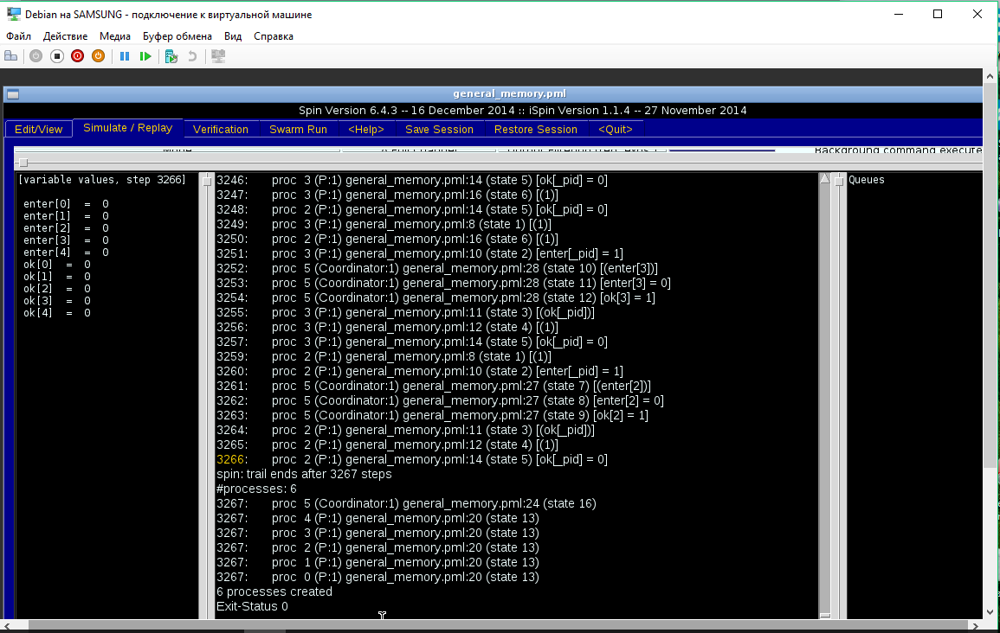 Debian на SAMSUNG - подключение к виртуальной машине
Файл Действие Медиа Буфер обмена Вид Справка
general_memory.pml
Spin Version 6.4.3 -- 16 December 2014 :: iSpin Version 1.1.4 -- 27 November 2014
Edit/View Simulate / Replay Verification Swarm Run <Help> Save Session Restore Session <Quit>
Mode Background command execute
[variable values, step 3266]
enter[0] = 0
enter[1] = 0
enter[2] = 0
enter[3] = 0
enter[4] = 0
ok[0] = 0
ok[1] = 0
ok[2] = 0
ok[3] = 0
ok[4] = 0
3246: proc 3 (P:1) general_memory.pml:14 (state 5) [ok[_pid] = 0]
3247: proc 3 (P:1) general_memory.pml:16 (state 6) [(1)]
3248: proc 2 (P:1) general_memory.pml:14 (state 5) [ok[_pid] = 0]
3249: proc 3 (P:1) general_memory.pml:8 (state 1) [(1)]
3250: proc 2 (P:1) general_memory.pml:16 (state 6) [(1)]
3251: proc 3 (P:1) general_memory.pml:10 (state 2) [enter[_pid] = 1]
3252: proc 5 (Coordinator:1) general_memory.pml:28 (state 10) [(enter[3])]
3253: proc 5 (Coordinator:1) general_memory.pml:28 (state 11) [enter[3] = 0]
3254: proc 5 (Coordinator:1) general_memory.pml:28 (state 12) [ok[3] = 1]
3255: proc 3 (P:1) general_memory.pml:11 (state 3) [(ok[_pid])]
3256: proc 3 (P:1) general_memory.pml:12 (state 4) [(1)]
3257: proc 3 (P:1) general_memory.pml:14 (state 5) [ok[_pid] = 0]
3259: proc 2 (P:1) general_memory.pml:8 (state 1) [(1)]
3260: proc 2 (P:1) general_memory.pml:10 (state 2) [enter[_pid] = 1]
3261: proc 5 (Coordinator:1) general_memory.pml:27 (state 7) [(enter[2])]
3262: proc 5 (Coordinator:1) general_memory.pml:27 (state 8) [enter[2] = 0]
3263: proc 5 (Coordinator:1) general_memory.pml:27 (state 9) [ok[2] = 1]
3264: proc 2 (P:1) general_memory.pml:11 (state 3) [(ok[_pid])]
3265: proc 2 (P:1) general_memory.pml:12 (state 4) [(1)]
3266: proc 2 (P:1) general_memory.pml:14 (state 5) [ok[_pid] = 0]
spin: trail ends after 3267 steps
#processes: 6
3267: proc 5 (Coordinator:1) general_memory.pml:24 (state 16)
3267: proc 4 (P:1) general_memory.pml:20 (state 13)
3267: proc 3 (P:1) general_memory.pml:20 (state 13)
3267: proc 2 (P:1) general_memory.pml:20 (state 13)
3267: proc 1 (P:1) general_memory.pml:20 (state 13)
3267: proc 0 (P:1) general_memory.pml:20 (state 13)
6 processes created
Exit-Status 0
Queues